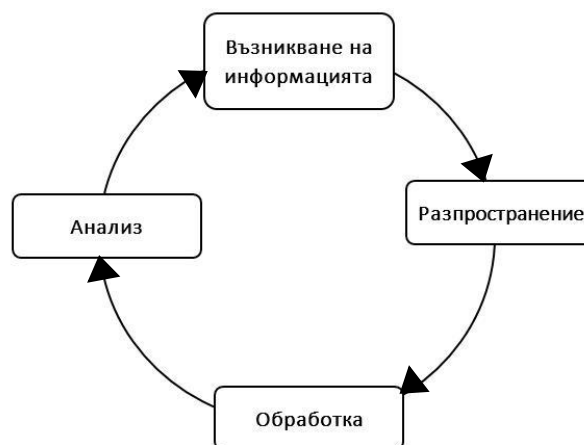 Възникване на
информацията
Разпространение
Обработка
Анализ